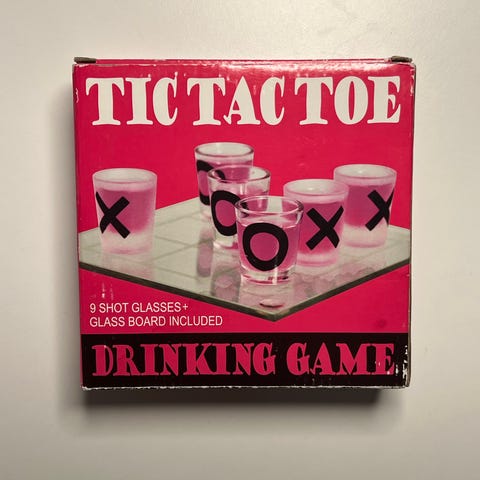 TIC TAC TOE
X O O O X X
9 SHOT GLASSES+
GLASS BOARD INCLUDED
DRINKING GAME